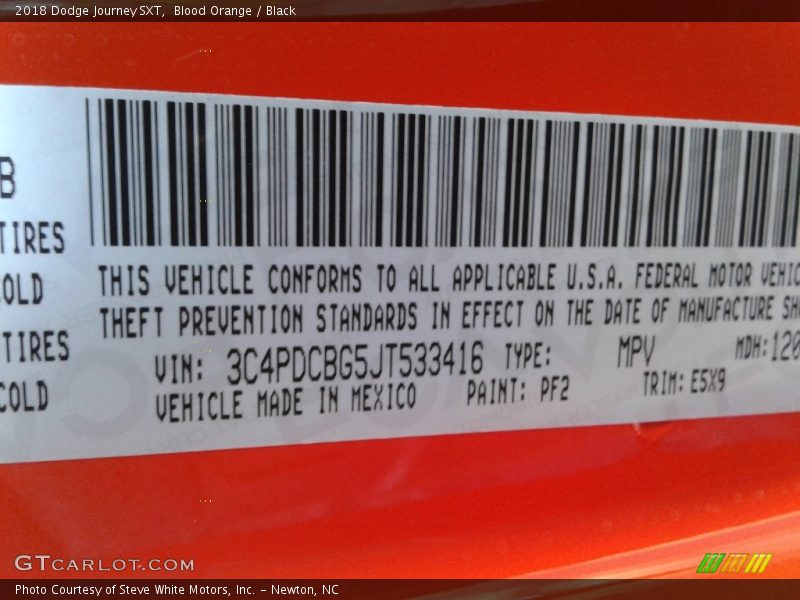 2018 Dodge Journey SXT,  Blood Orange / Black
B
TIRES
COLD
TIRES
COLD
THIS VEHICLE CONFORMS TO ALL APPLICABLE U.S.A. FEDERAL MOTOR VEHIC
THEFT PREVENTION STANDARDS IN EFFECT ON THE DATE OF MANUFACTURE SH
VIN: 3C4PDCBG5JT533416 TYPE: MPV MDH: 120
VEHICLE MADE IN MEXICO PAINT: PF2 TRIM: E5X9
GTCARLOT.COM
Photo Courtesy of Steve White Motors, Inc. – Newton, NC